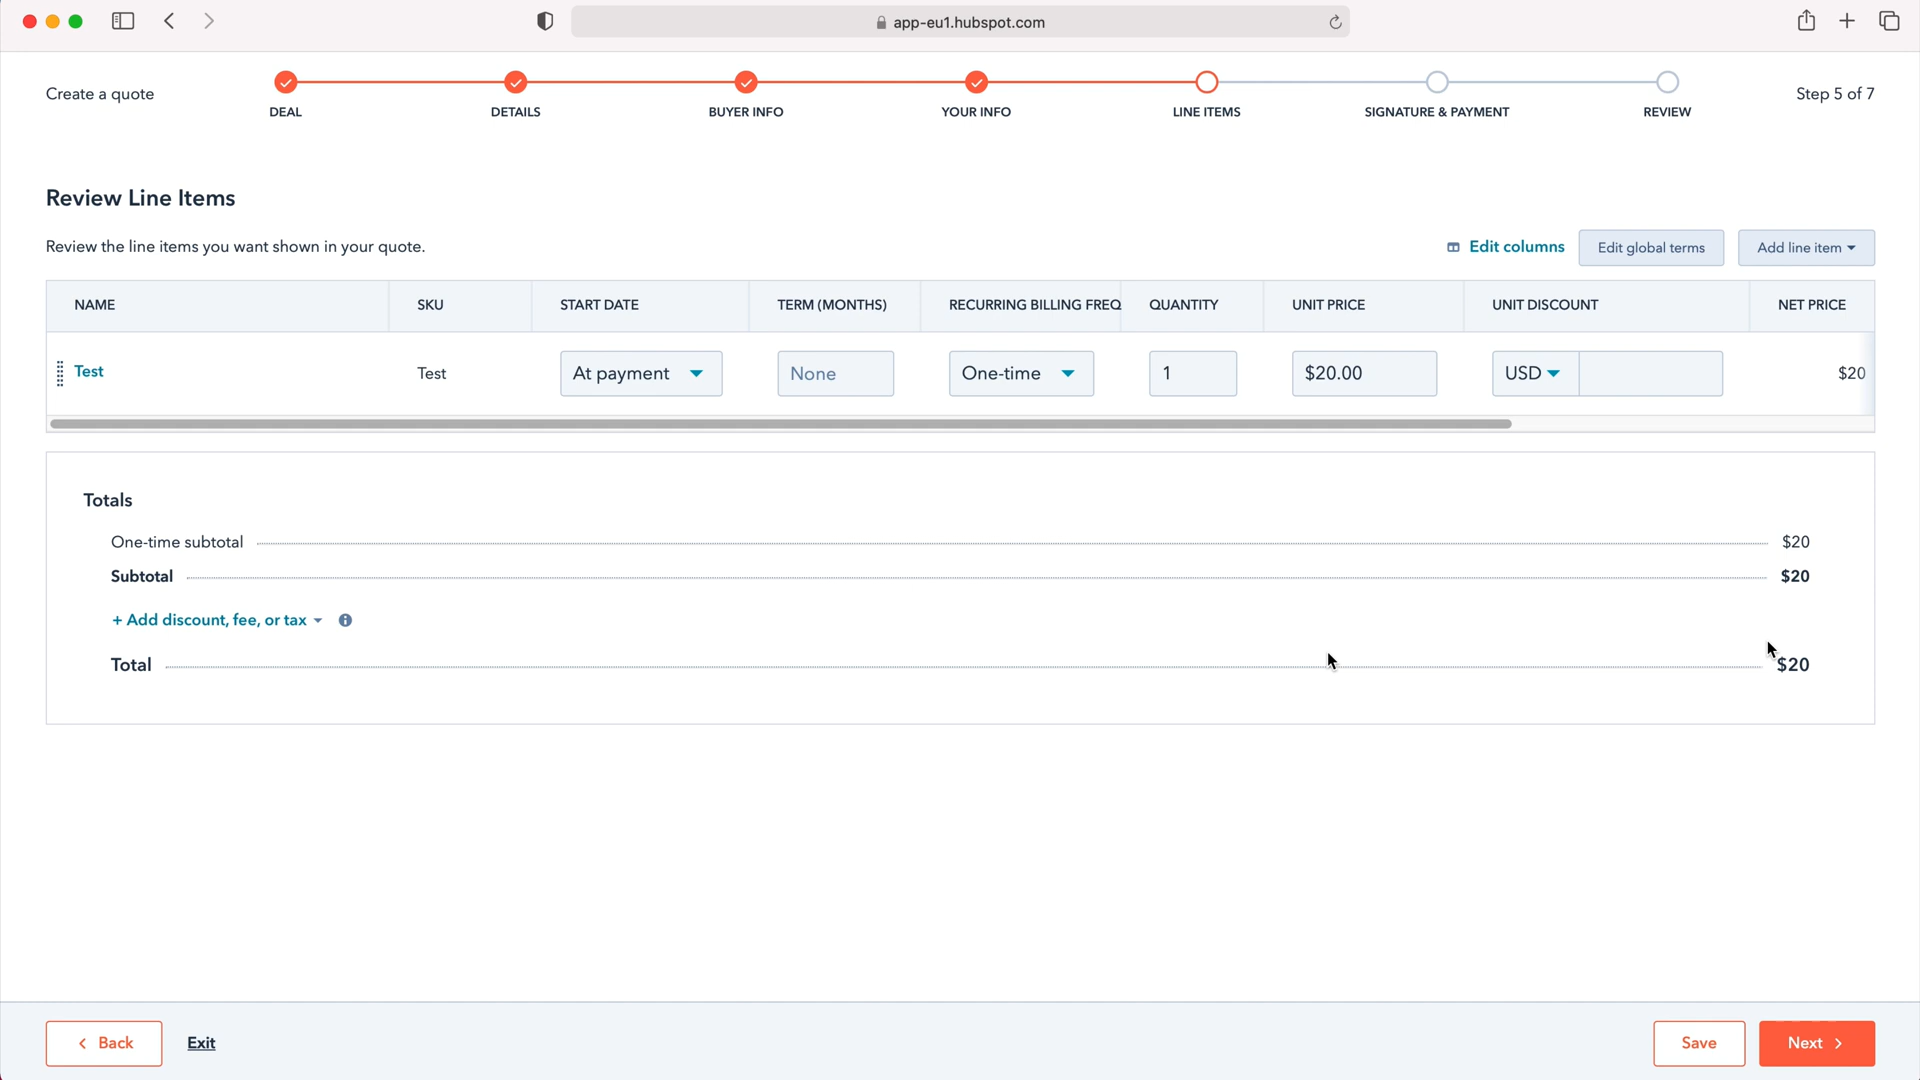 app-eu1.hubspot.com
Create a quote
DEAL
DETAILS
BUYER INFO
YOUR INFO
LINE ITEMS
SIGNATURE & PAYMENT
REVIEW
Step 5 of 7
Review Line Items
Review the line items you want shown in your quote.
Edit columns
Edit global terms
Add line item
NAME
SKU
START DATE
TERM (MONTHS)
RECURRING BILLING FREQ
QUANTITY
UNIT PRICE
UNIT DISCOUNT
NET PRICE
Test
Test
At payment
None
One-time
1
$20.00
USD
$20
Totals
One-time subtotal $20
Subtotal $20
+ Add discount, fee, or tax
Total $20
Back
Exit
Save
Next